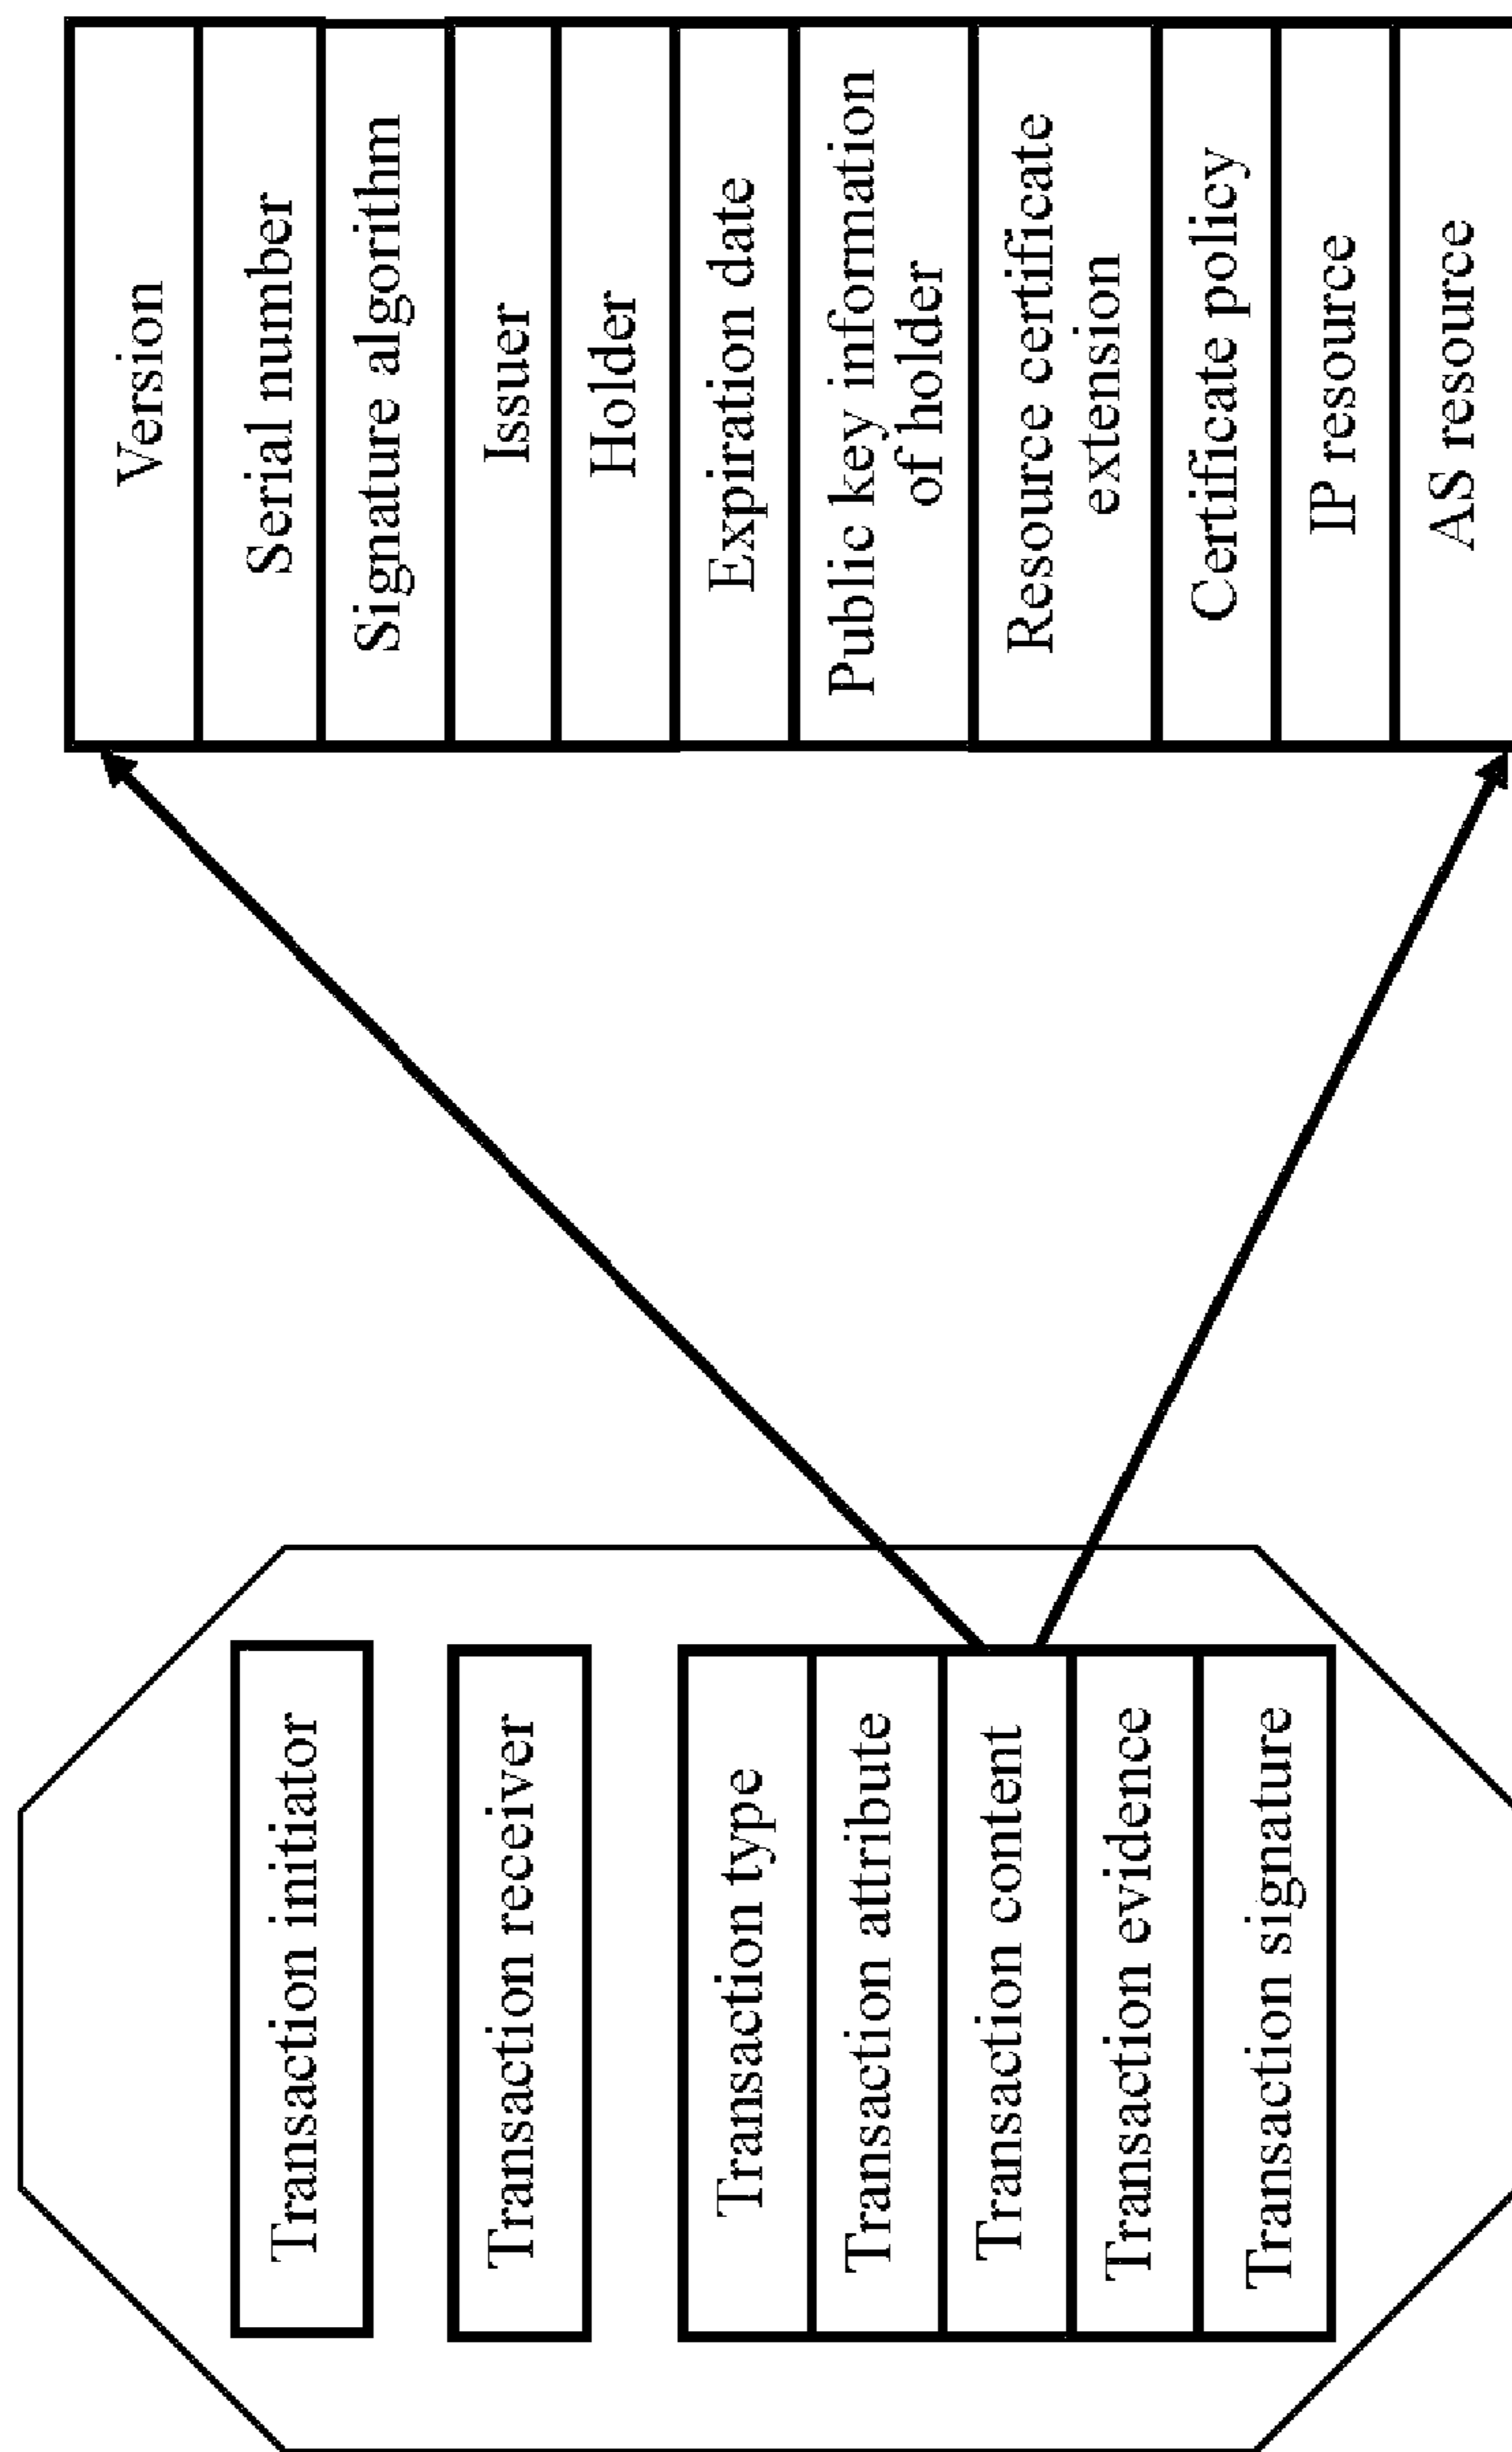 Transaction initiator
Transaction receiver
Transaction type
Transaction attribute
Transaction content
Transaction evidence
Transaction signature
Version
Serial number
Signature algorithm
Issuer
Holder
Expiration date
Public key information
of holder
Resource certificate
extension
Certificate policy
IP resource
AS resource